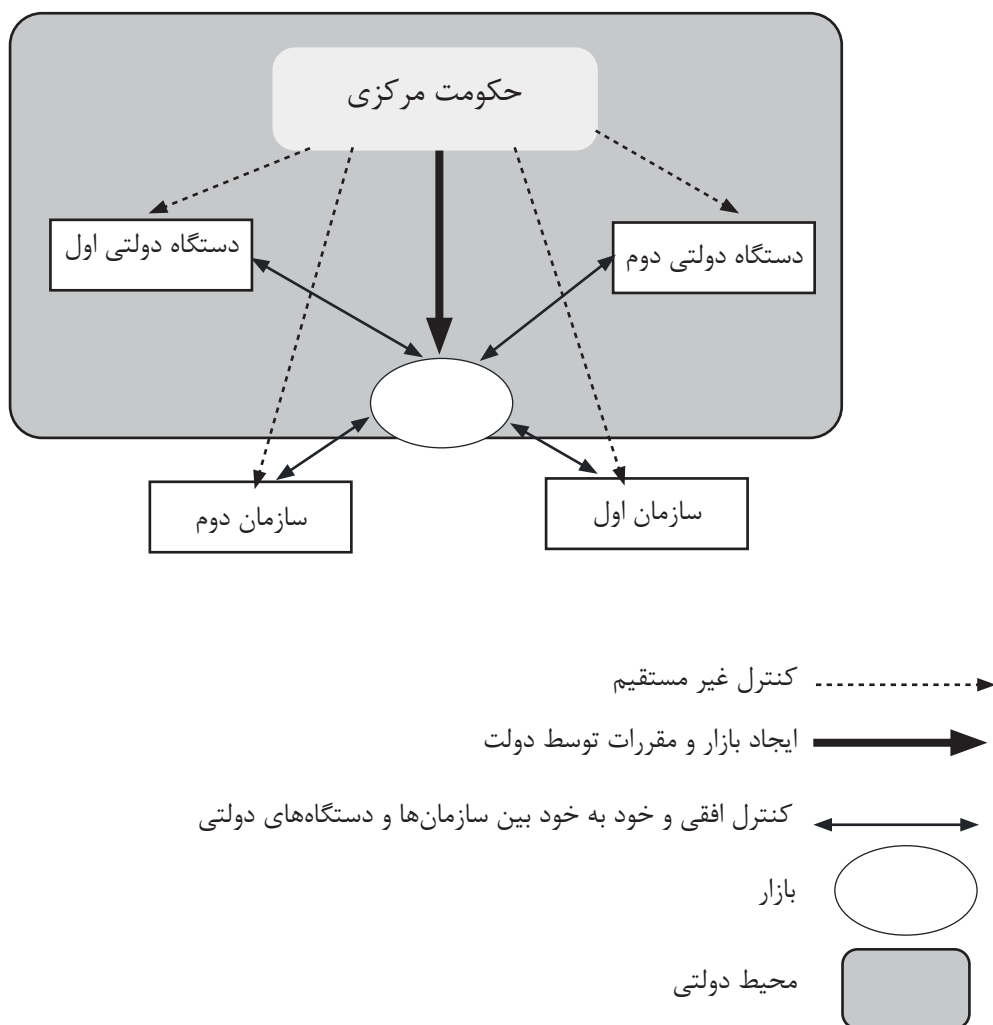 حکومت مرکزی
دستگاه دولتی دوم
دستگاه دولتی اول
سازمان اول
سازمان دوم
کنترل غیر مستقیم
ایجاد بازار و مقررات توسط دولت
کنترل افقی و خود به خود بین سازمان‌ها و دستگاه‌های دولتی
بازار
محیط دولتی